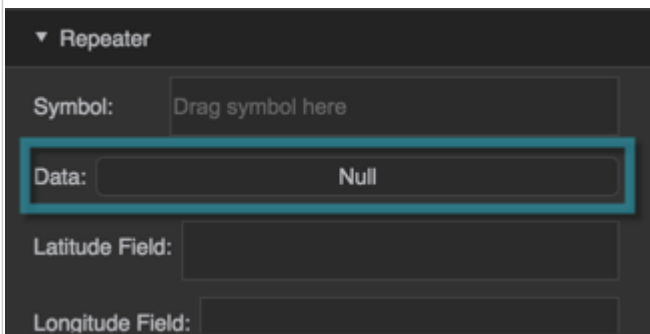 Repeater
Symbol: Drag symbol here
Data: Null
Latitude Field:
Longitude Field: